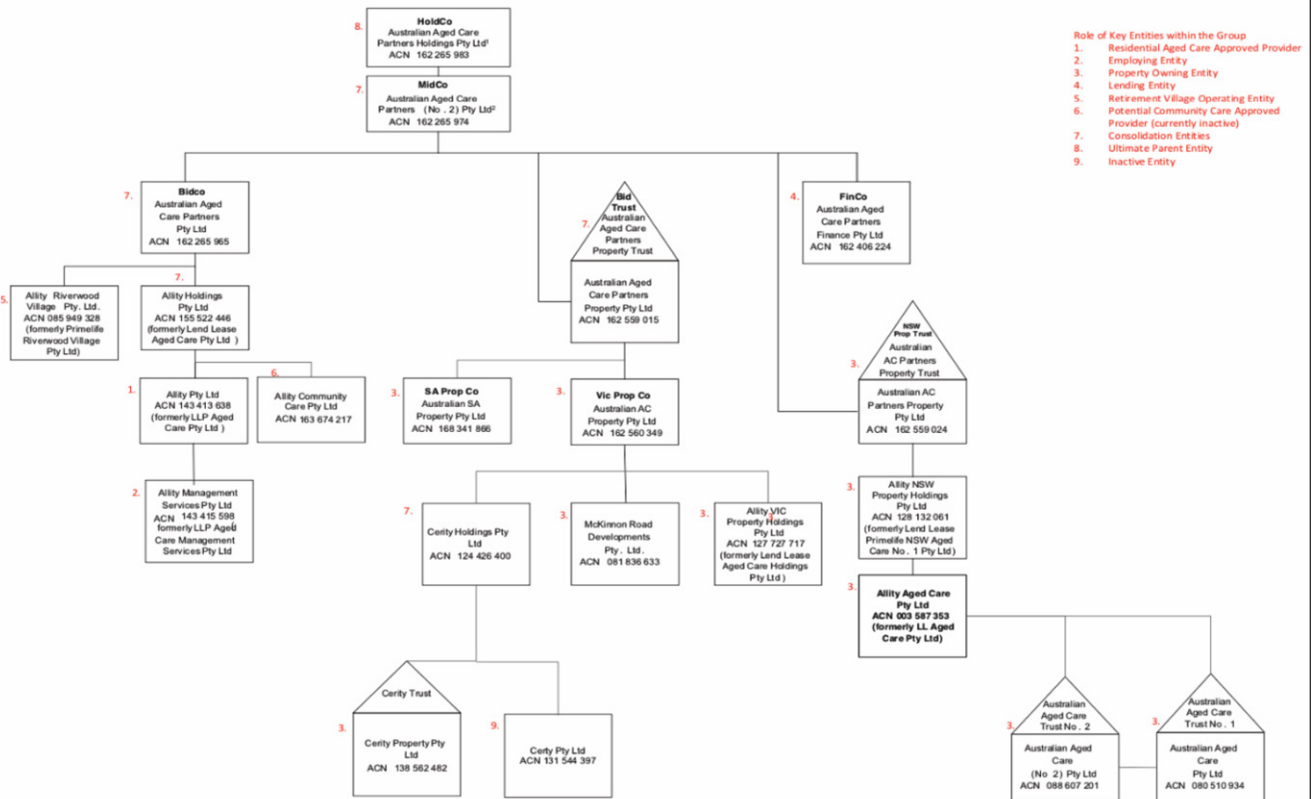 8.
HoldCo
Australian Aged Care
Partners Holdings Pty Ltd¹
ACN 162 265 983
7.
MidCo
Australian Aged Care
Partners (No . 2) Pty Ltd²
ACN 162 265 974
Role of Key Entities within the Group
1. Residential Aged Care Approved Provider
2. Employing Entity
3. Property Owning Entity
4. Lending Entity
5. Retirement Village Operating Entity
6. Potential Community Care Approved
Provider (currently inactive)
7. Consolidation Entities
8. Ultimate Parent Entity
9. Inactive Entity
7.
Bidco
Australian Aged
Care Partners
Pty Ltd
ACN 162 265 965
7.
Bid
Trust
Australian
Aged Care
Partners
Property Trust
Australian Aged
Care Partners
Property Pty Ltd
ACN 162 559 015
4.
FinCo
Australian Aged
Care Partners
Finance Pty Ltd
ACN 162 406 224
5.
Allity Riverwood
Village Pty. Ltd.
ACN 085 949 328
(formerly Primelife
Riverwood Village
Pty Ltd)
7.
Allity Holdings
Pty Ltd
ACN 155 522 446
(formerly Lend Lease
Aged Care Pty Ltd )
3.
NSW
Prop Trust
Australian
AC Partners
Property Trust
Australian AC
Partners Property
Pty Ltd
ACN 162 559 024
1.
Allity Pty Ltd
ACN 143 413 638
(formerly LLP Aged
Care Pty Ltd )
6.
Allity Community
Care Pty Ltd
ACN 163 674 217
3.
SA Prop Co
Australian SA
Property Pty Ltd
ACN 168 341 866
3.
Vic Prop Co
Australian AC
Property Pty Ltd
ACN 162 560 349
2.
Allity Management
Services Pty Ltd
ACN 143 415 598
formerly LLP Aged
Care Management
Services Pty Ltd
7.
Cerity Holdings Pty
Ltd
ACN 124 426 400
3.
McKinnon Road
Developments
Pty . Ltd.
ACN 081 836 633
3.
Allity VIC
Property Holdings
Pty Ltd
ACN 127 727 717
(formerly Lend Lease
Aged Care Holdings
Pty Ltd )
3.
Allity NSW
Property Holdings
Pty Ltd
ACN 128 132 061
(formerly Lend Lease
Primelife NSW Aged
Care No . 1 Pty Ltd )
3.
Allity Aged Care
Pty Ltd
ACN 003 587 353
(formerly LL Aged
Care Pty Ltd)
3.
Cerity Trust
Cerity Property Pty
Ltd
ACN 138 562 482
9.
Certy Pty Ltd
ACN 131 544 397
3.
Australian
Aged Care
Trust No . 2
Australian Aged
Care
(No 2) Pty Ltd
ACN 088 607 201
3.
Australian
Aged Care
Trust No . 1
Australian Aged
Care
Pty Ltd
ACN 080 510 934